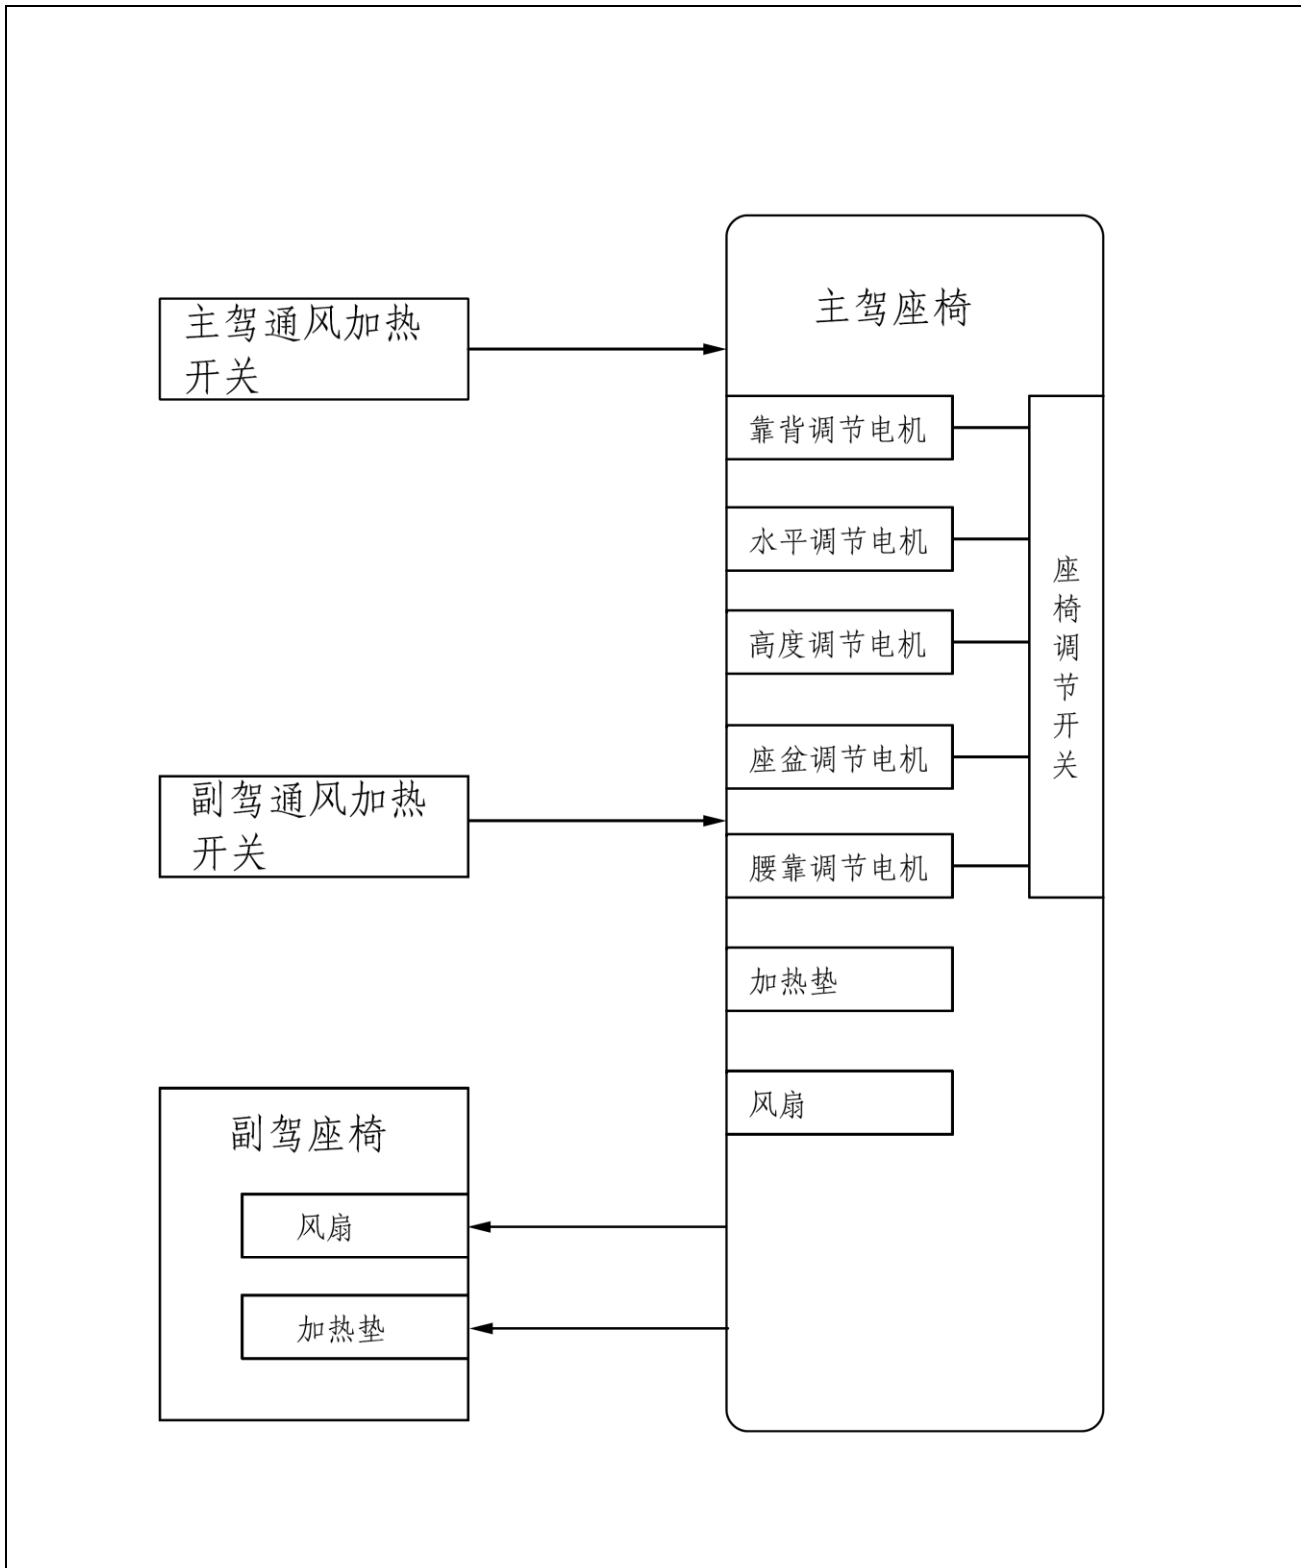 主驾座椅
主驾通风加热
开关
靠背调节电机
水平调节电机
高度调节电机
座盆调节电机
腰靠调节电机
加热垫
风扇
座椅调节开关
副驾通风加热
开关
副驾座椅
风扇
加热垫